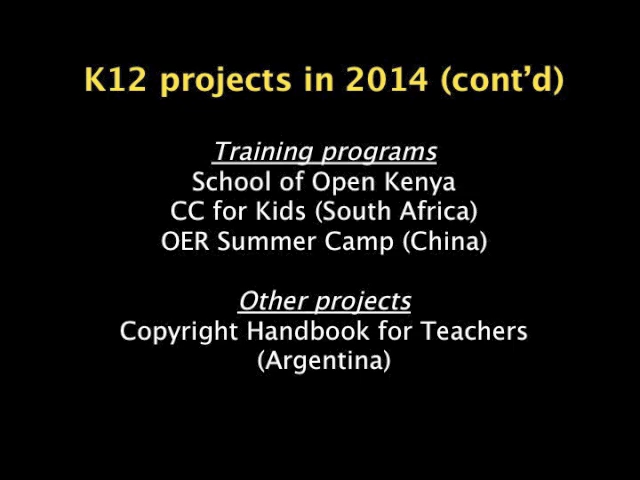 K12 projects in 2014 (cont’d)
Training programs
School of Open Kenya
CC for Kids (South Africa)
OER Summer Camp (China)
Other projects
Copyright Handbook for Teachers
(Argentina)